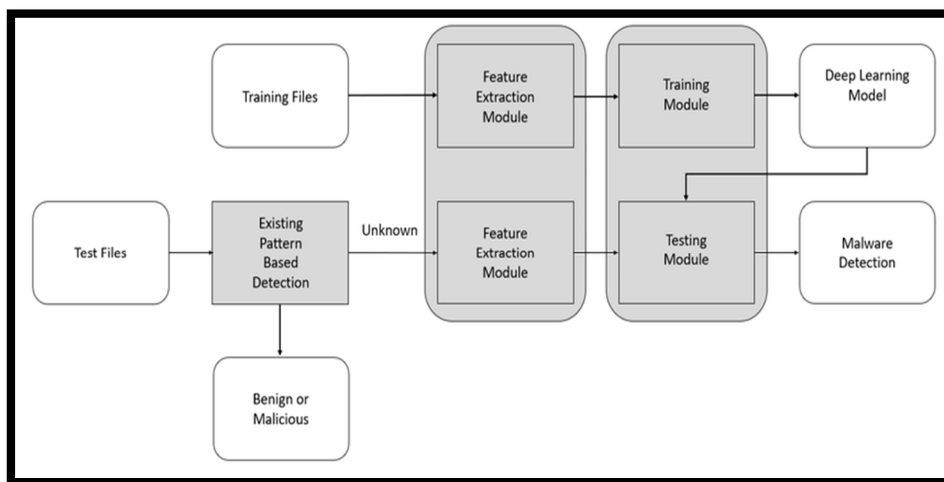 Training Files
Feature
Extraction
Module
Training
Module
Deep Learning
Model
Test Files
Existing
Pattern
Based
Detection
Unknown
Feature
Extraction
Module
Testing
Module
Malware
Detection
Benign or
Malicious